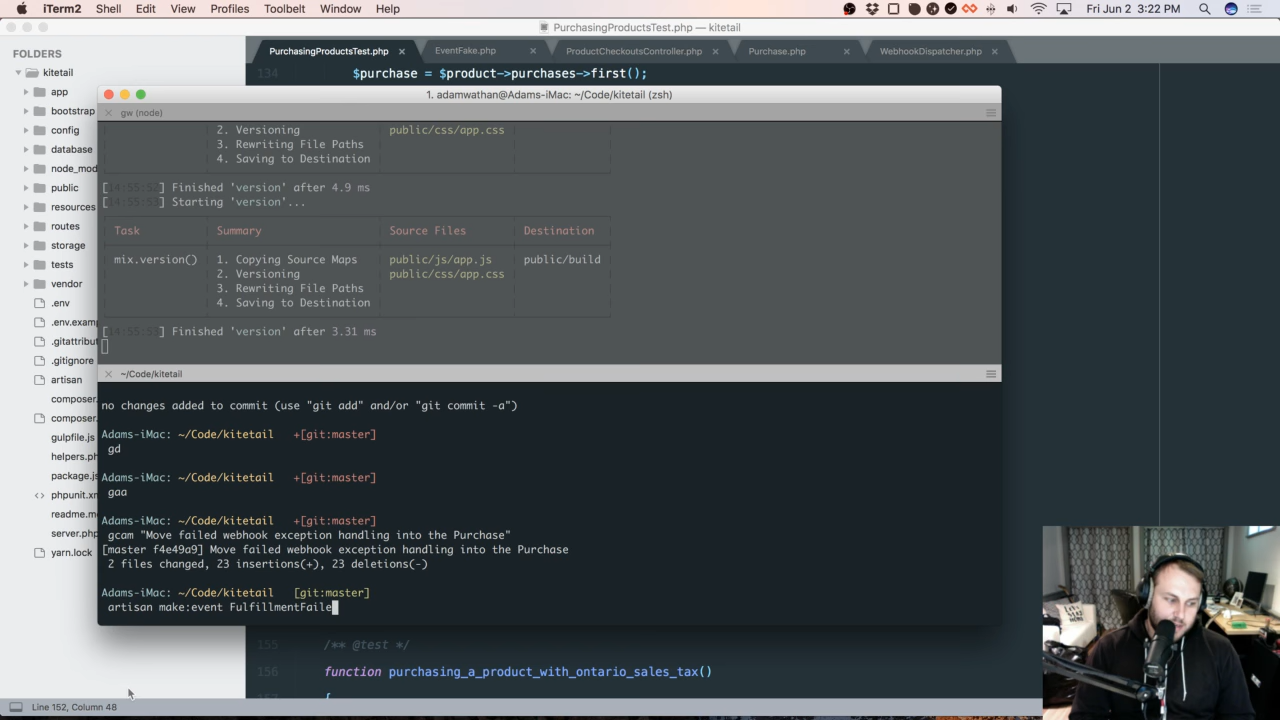 iTerm2 Shell Edit View Profiles Toolbelt Window Help Fri Jun 2 3:22 PM
PurchasingProductsTest.php — kitetail
FOLDERS
kitetail
app
bootstrap
config
database
node_mod
public
resources
routes
storage
tests
vendor
.env
.env.exam
.gitattribut
.gitignore
artisan
composer.
composer.
gulpfile.js
helpers.ph
package.js
phpunit.xm
readme.m
server.php
yarn.lock
PurchasingProductsTest.php EventFake.php ProductCheckoutsController.php Purchase.php WebhookDispatcher.php
134 $purchase = $product->purchases->first();
1. adamwathan@Adams-iMac: ~/Code/kitetail (zsh)
gw (node)
2. Versioning public/css/app.css
3. Rewriting File Paths
4. Saving to Destination
[14:55:53] Finished 'version' after 4.9 ms
[14:55:53] Starting 'version'...
Task Summary Source Files Destination
mix.version() 1. Copying Source Maps public/js/app.js public/build
2. Versioning public/css/app.css
3. Rewriting File Paths
4. Saving to Destination
[14:55:53] Finished 'version' after 3.31 ms
~/Code/kitetail
no changes added to commit (use "git add" and/or "git commit -a")
Adams-iMac: ~/Code/kitetail +[git:master]
gd
Adams-iMac: ~/Code/kitetail +[git:master]
gaa
Adams-iMac: ~/Code/kitetail +[git:master]
gcam "Move failed webhook exception handling into the Purchase"
[master f4e49a9] Move failed webhook exception handling into the Purchase
2 files changed, 23 insertions(+), 23 deletions(-)
Adams-iMac: ~/Code/kitetail [git:master]
artisan make:event FulfillmentFaile
155 /** @test */
156 function purchasing_a_product_with_ontario_sales_tax()
157 {
Line 152, Column 48